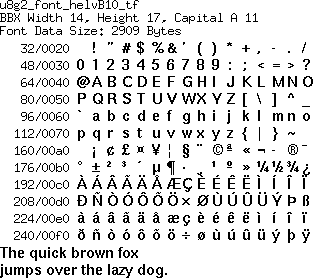 u8g2_font_helvB10_tf
BBX Width 14, Height 17, Capital A 11
Font Data Size: 2909 Bytes
32/0020 ! " # $ % & ' ( ) * + , - . /
48/0030 0 1 2 3 4 5 6 7 8 9 : ; < = > ?
64/0040 @ A B C D E F G H I J K L M N O
80/0050 P Q R S T U V W X Y Z [ \ ] ^ _
96/0060 ` a b c d e f g h i j k l m n o
112/0070 p q r s t u v w x y z { | } ~
160/00a0 ¡ ¢ £ ¤ ¥ ¦ § ¨ © ª « ¬ - ® ¯
176/00b0 ° ± ² ³ ´ µ ¶ · ¸ ¹ º » ¼ ½ ¾ ¿
192/00c0 À Á Â Ã Ä Å Æ Ç È É Ê Ë Ì Í Î Ï
208/00d0 Ð Ñ Ò Ó Ô Õ Ö × Ø Ù Ú Û Ü Ý Þ ß
224/00e0 à á â ã ä å æ ç è é ê ë ì í î ï
240/00f0 ð ñ ò ó ô õ ö ÷ ø ù ú û ü ý þ ÿ
The quick brown fox
jumps over the lazy dog.